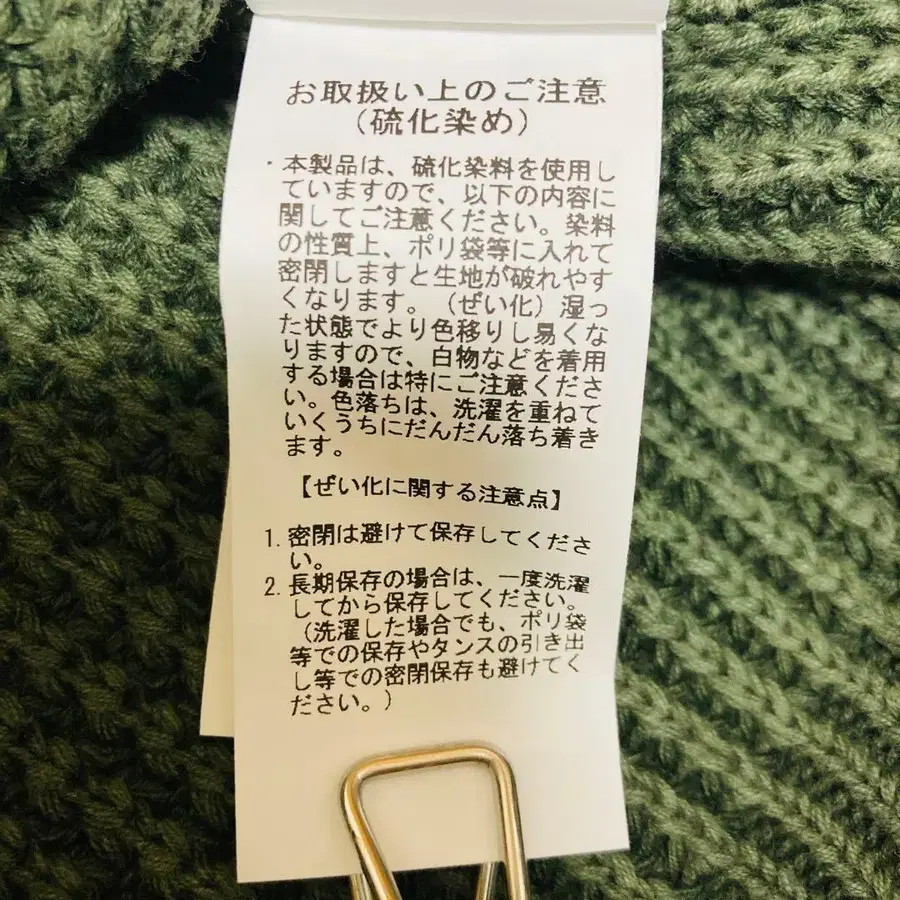 お取扱い上のご注意
（硫化染め）
・本製品は、硫化染料を使用し
ていますので、以下の内容に
関してご注意ください。染料
の性質上、ポリ袋等に入れて
密閉しますと生地が破れやす
くなります。（ぜい化）湿っ
た状態でより色移りし易くな
りますので、白物などを着用
する場合は特にご注意くださ
い。色落ちは、洗濯を重ねて
いくうちにだんだん落ち着き
ます。
【ぜい化に関する注意点】
1. 密閉は避けて保存してくださ
い。
2. 長期保存の場合は、一度洗濯
してから保存してください。
（洗濯した場合でも、ポリ袋
等での保存やタンスの引き出
し等での密閉保存も避けてく
ださい。）